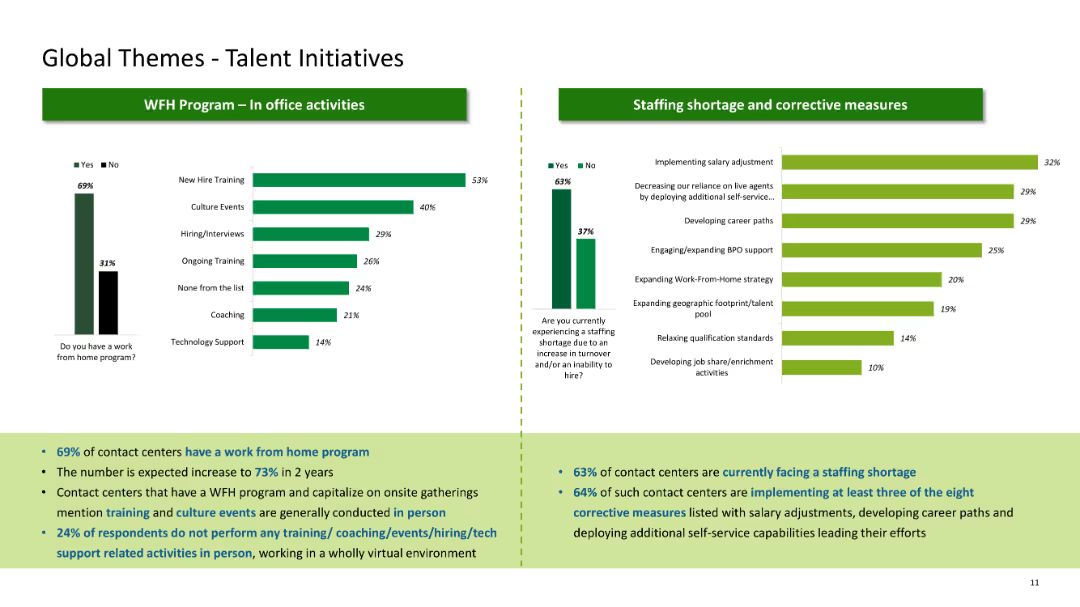 Global Themes - Talent Initiatives
WFH Program – In office activities
Yes No
69%
31%
Do you have a work
from home program?
New Hire Training 53%
Culture Events 40%
Hiring/Interviews 29%
Ongoing Training 26%
None from the list 24%
Coaching 21%
Technology Support 14%
Staffing shortage and corrective measures
Yes No
63%
37%
Are you currently
experiencing a staffing
shortage due to an
increase in turnover
and/or an inability to
hire?
Implementing salary adjustment 32%
Decreasing our reliance on live agents
by deploying additional self-service... 29%
Developing career paths 29%
Engaging/expanding BPO support 25%
Expanding Work-From-Home strategy 20%
Expanding geographic footprint/talent
pool 19%
Relaxing qualification standards 14%
Developing job share/enrichment
activities 10%
• 69% of contact centers have a work from home program
• The number is expected increase to 73% in 2 years
• Contact centers that have a WFH program and capitalize on onsite gatherings
mention training and culture events are generally conducted in person
• 24% of respondents do not perform any training/ coaching/events/hiring/tech
support related activities in person, working in a wholly virtual environment
• 63% of contact centers are currently facing a staffing shortage
• 64% of such contact centers are implementing at least three of the eight
corrective measures listed with salary adjustments, developing career paths and
deploying additional self-service capabilities leading their efforts
11